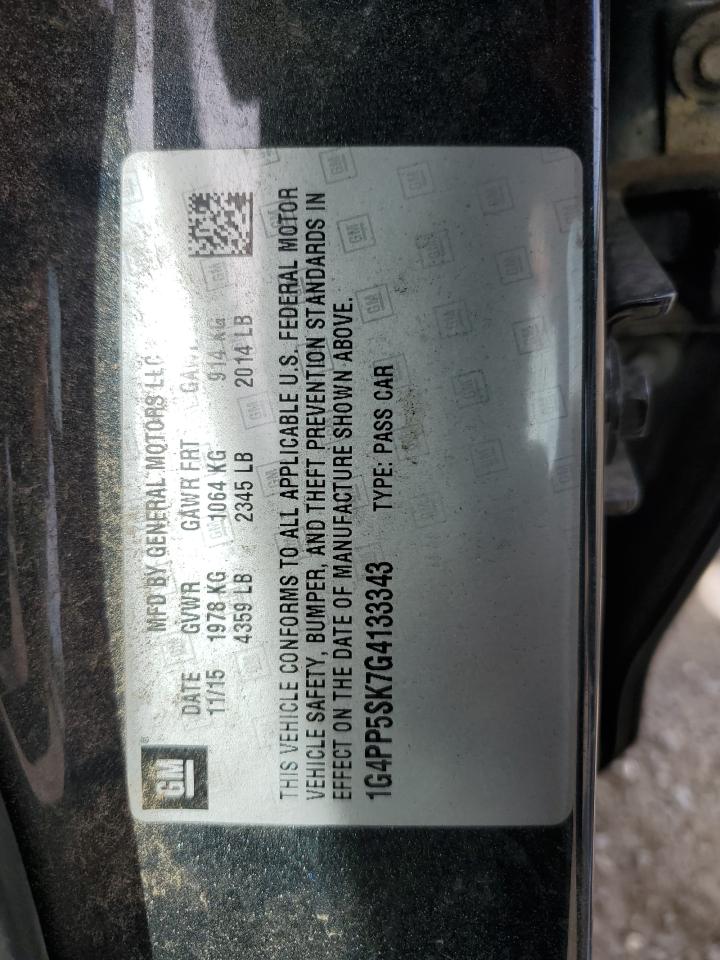 GM ®
MFD BY GENERAL MOTORS LLC
DATE GVWR GAWR FRT
11/15 1978 KG 1064 KG 914 KG
4359 LB 2345 LB 2014 LB
THIS VEHICLE CONFORMS TO ALL APPLICABLE U.S. FEDERAL MOTOR
VEHICLE SAFETY, BUMPER, AND THEFT PREVENTION STANDARDS IN
EFFECT ON THE DATE OF MANUFACTURE SHOWN ABOVE.
1G4PP5SK7G4133343 TYPE: PASS CAR